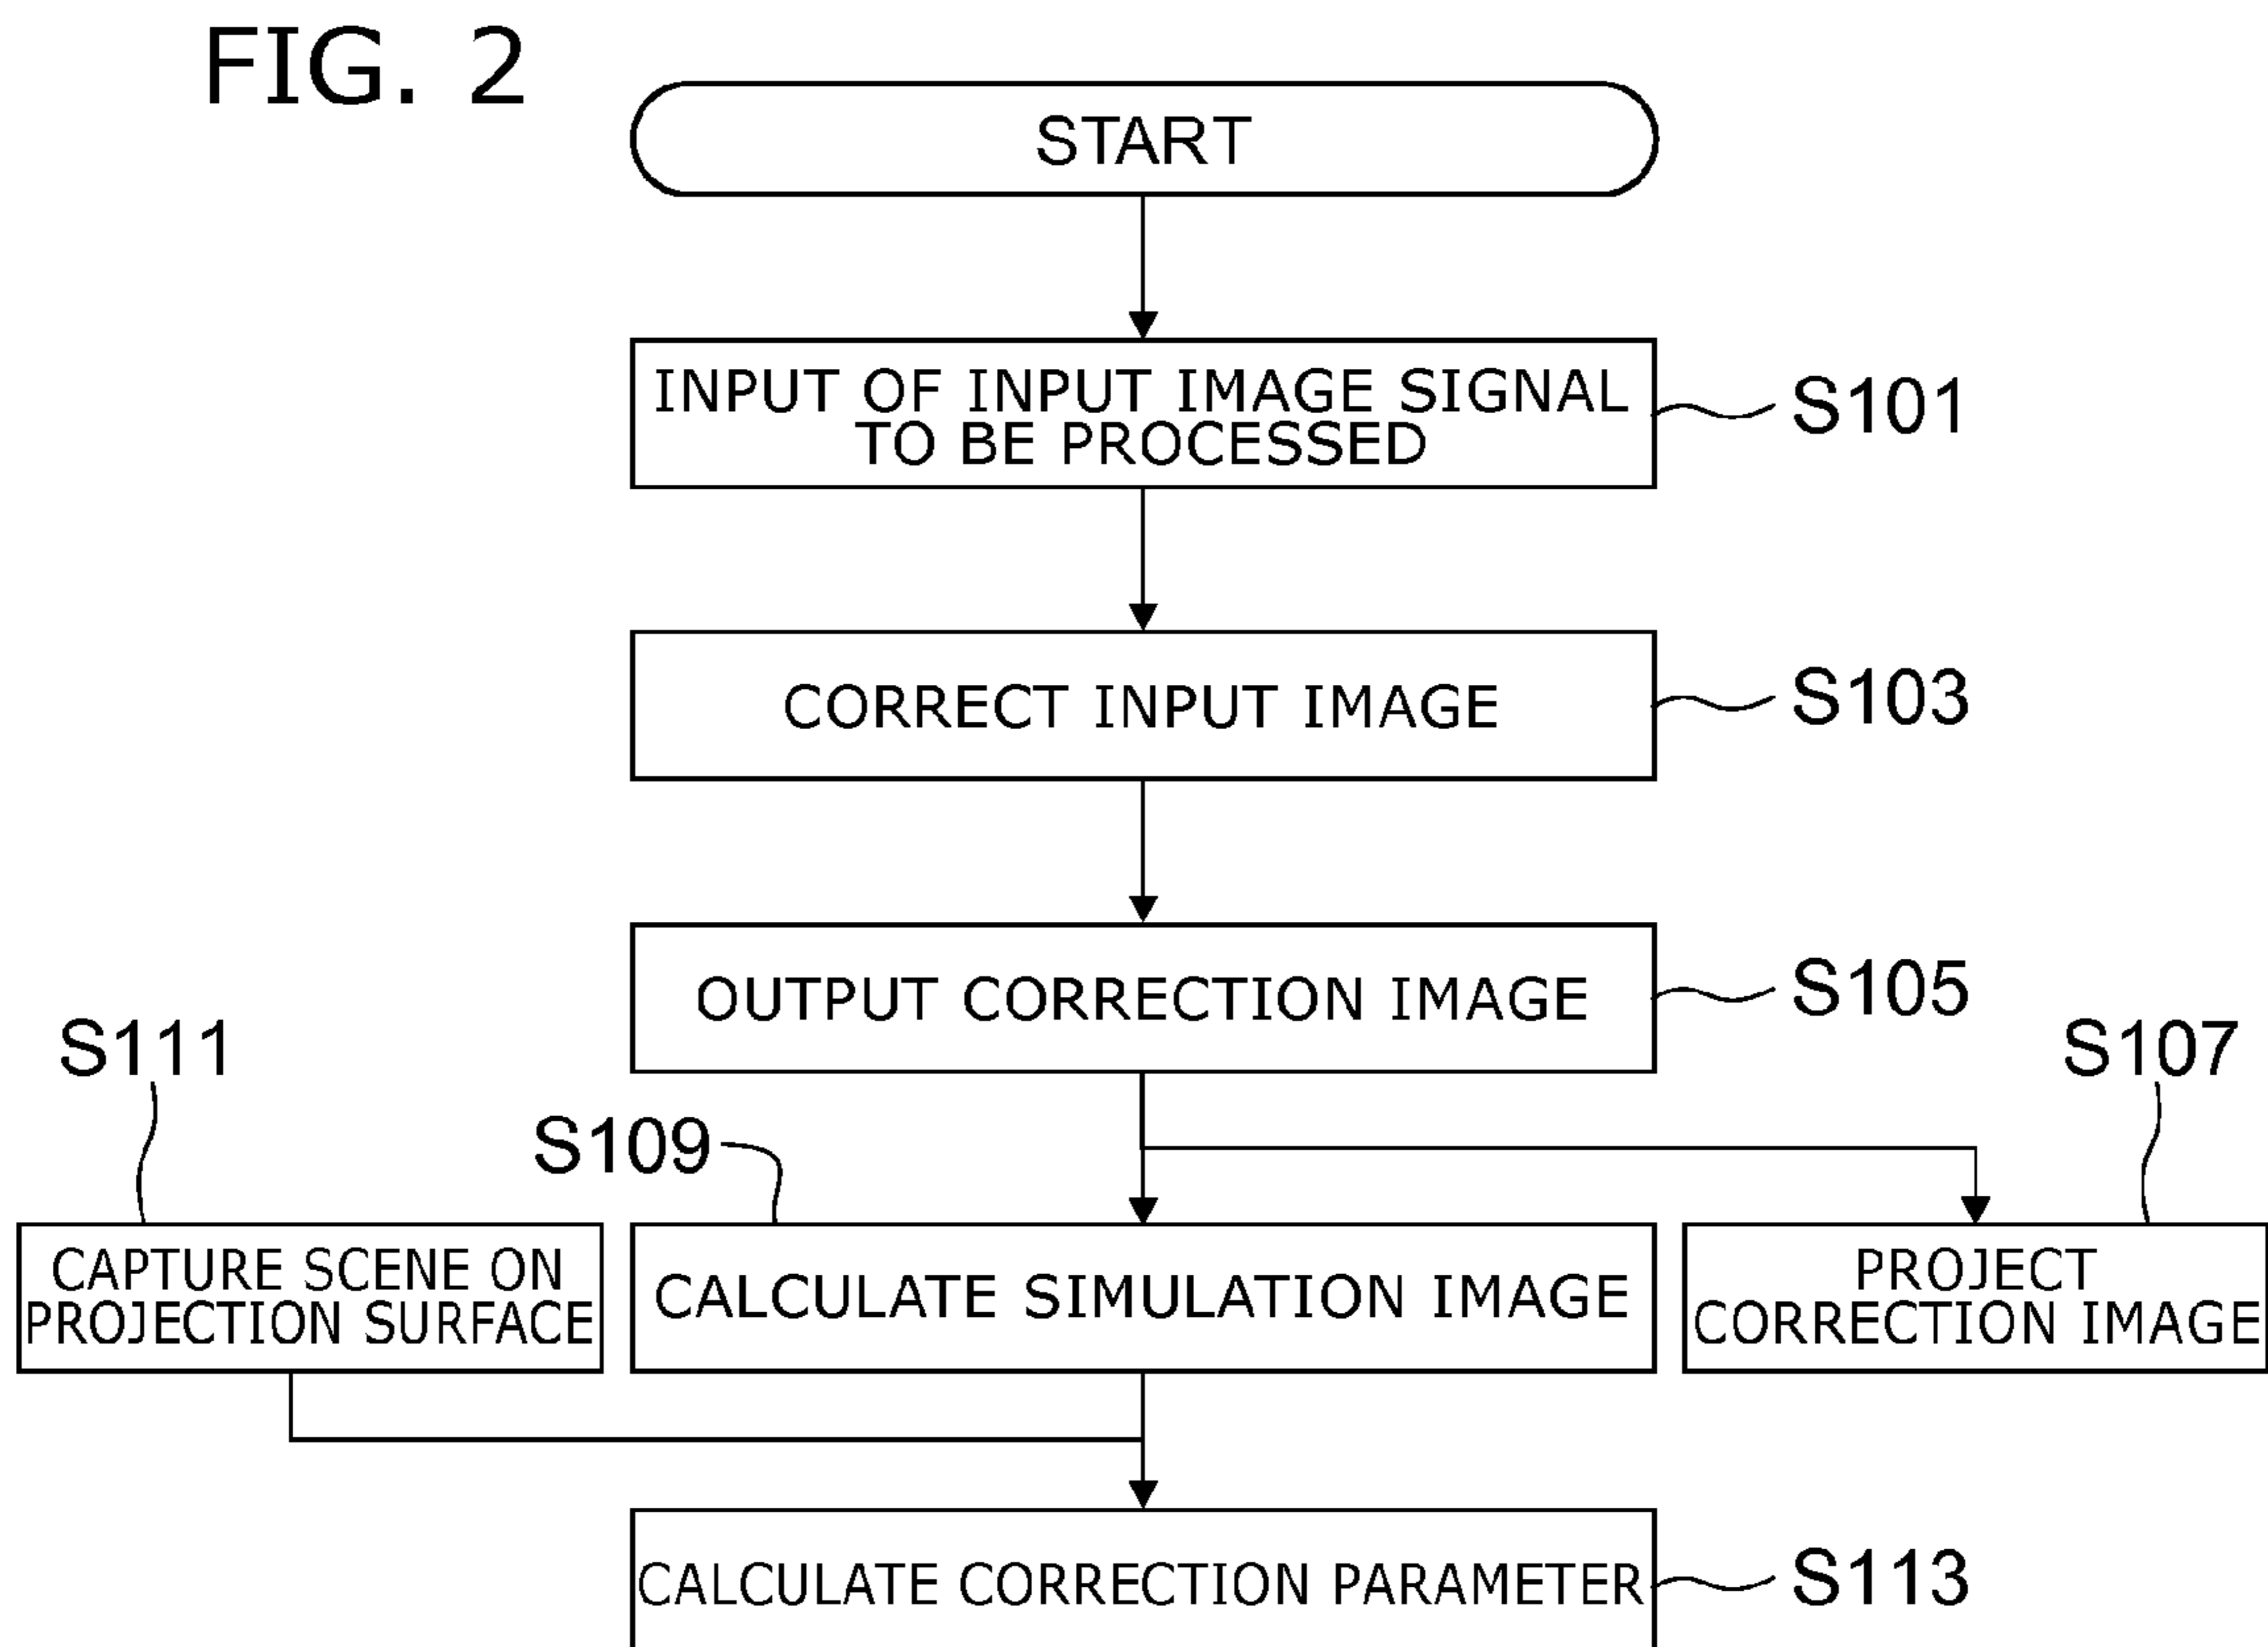 FIG. 2
START
INPUT OF INPUT IMAGE SIGNAL
TO BE PROCESSED
S101
CORRECT INPUT IMAGE
S103
OUTPUT CORRECTION IMAGE
S105
S111
S109
S107
CAPTURE SCENE ON
PROJECTION SURFACE
CALCULATE SIMULATION IMAGE
PROJECT
CORRECTION IMAGE
CALCULATE CORRECTION PARAMETER
S113